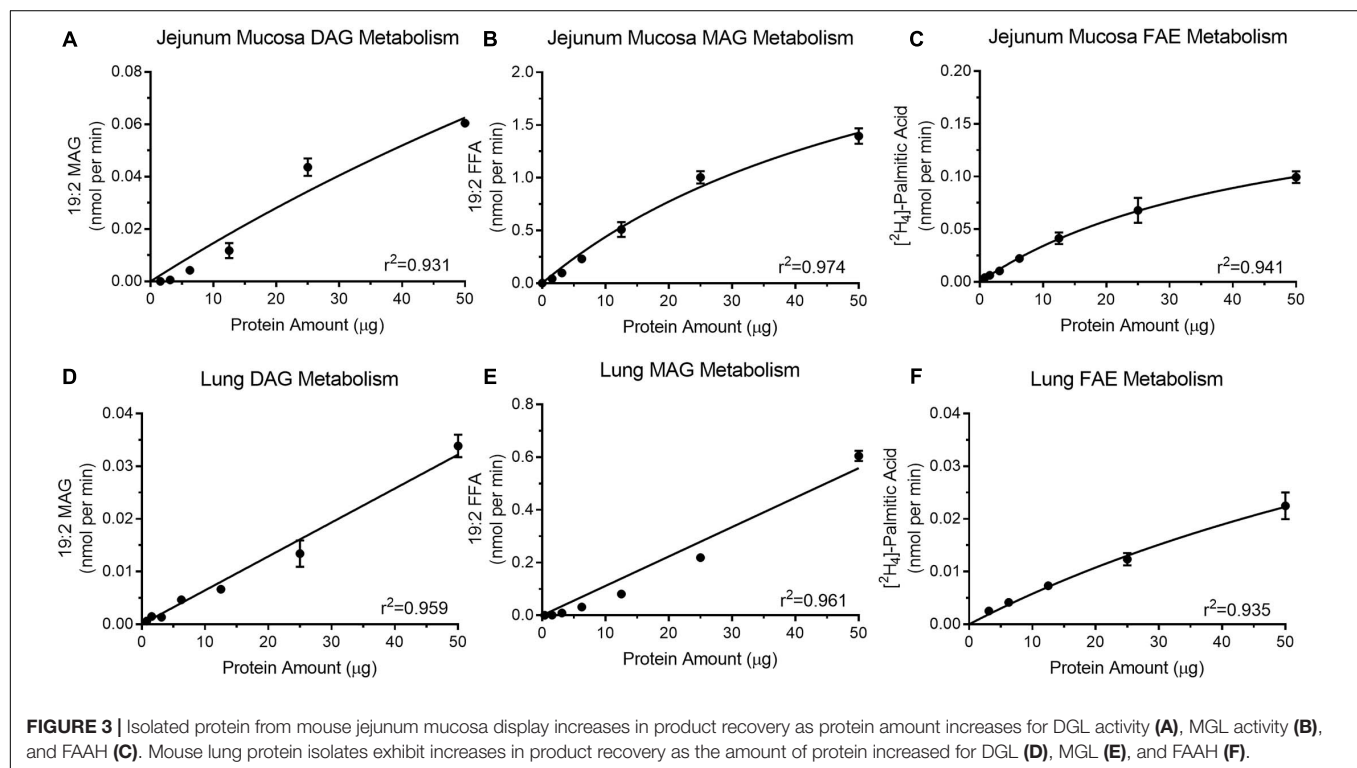 A
Jejunum Mucosa DAG Metabolism
19:2 MAG
(nmol per min)
0.08
0.06
0.04
0.02
0.00
0 10 20 30 40 50
r²=0.931
Protein Amount (µg)
B
Jejunum Mucosa MAG Metabolism
19:2 FFA
(nmol per min)
2.0
1.5
1.0
0.5
0.0
0 10 20 30 40 50
r²=0.974
Protein Amount (µg)
C
Jejunum Mucosa FAE Metabolism
[²H₄]-Palmitic Acid
(nmol per min)
0.20
0.15
0.10
0.05
0.00
0 10 20 30 40 50
r²=0.941
Protein Amount (µg)
D
Lung DAG Metabolism
19:2 MAG
(nmol per min)
0.04
0.03
0.02
0.01
0.00
0 10 20 30 40 50
r²=0.959
Protein Amount (µg)
E
Lung MAG Metabolism
19:2 FFA
(nmol per min)
0.8
0.6
0.4
0.2
0.0
0 10 20 30 40 50
r²=0.961
Protein Amount (µg)
F
Lung FAE Metabolism
[²H₄]-Palmitic Acid
(nmol per min)
0.04
0.03
0.02
0.01
0.00
0 10 20 30 40 50
r²=0.935
Protein Amount (µg)
FIGURE 3 | Isolated protein from mouse jejunum mucosa display increases in product recovery as protein amount increases for DGL activity (A), MGL activity (B),
and FAAH (C). Mouse lung protein isolates exhibit increases in product recovery as the amount of protein increased for DGL (D), MGL (E), and FAAH (F).